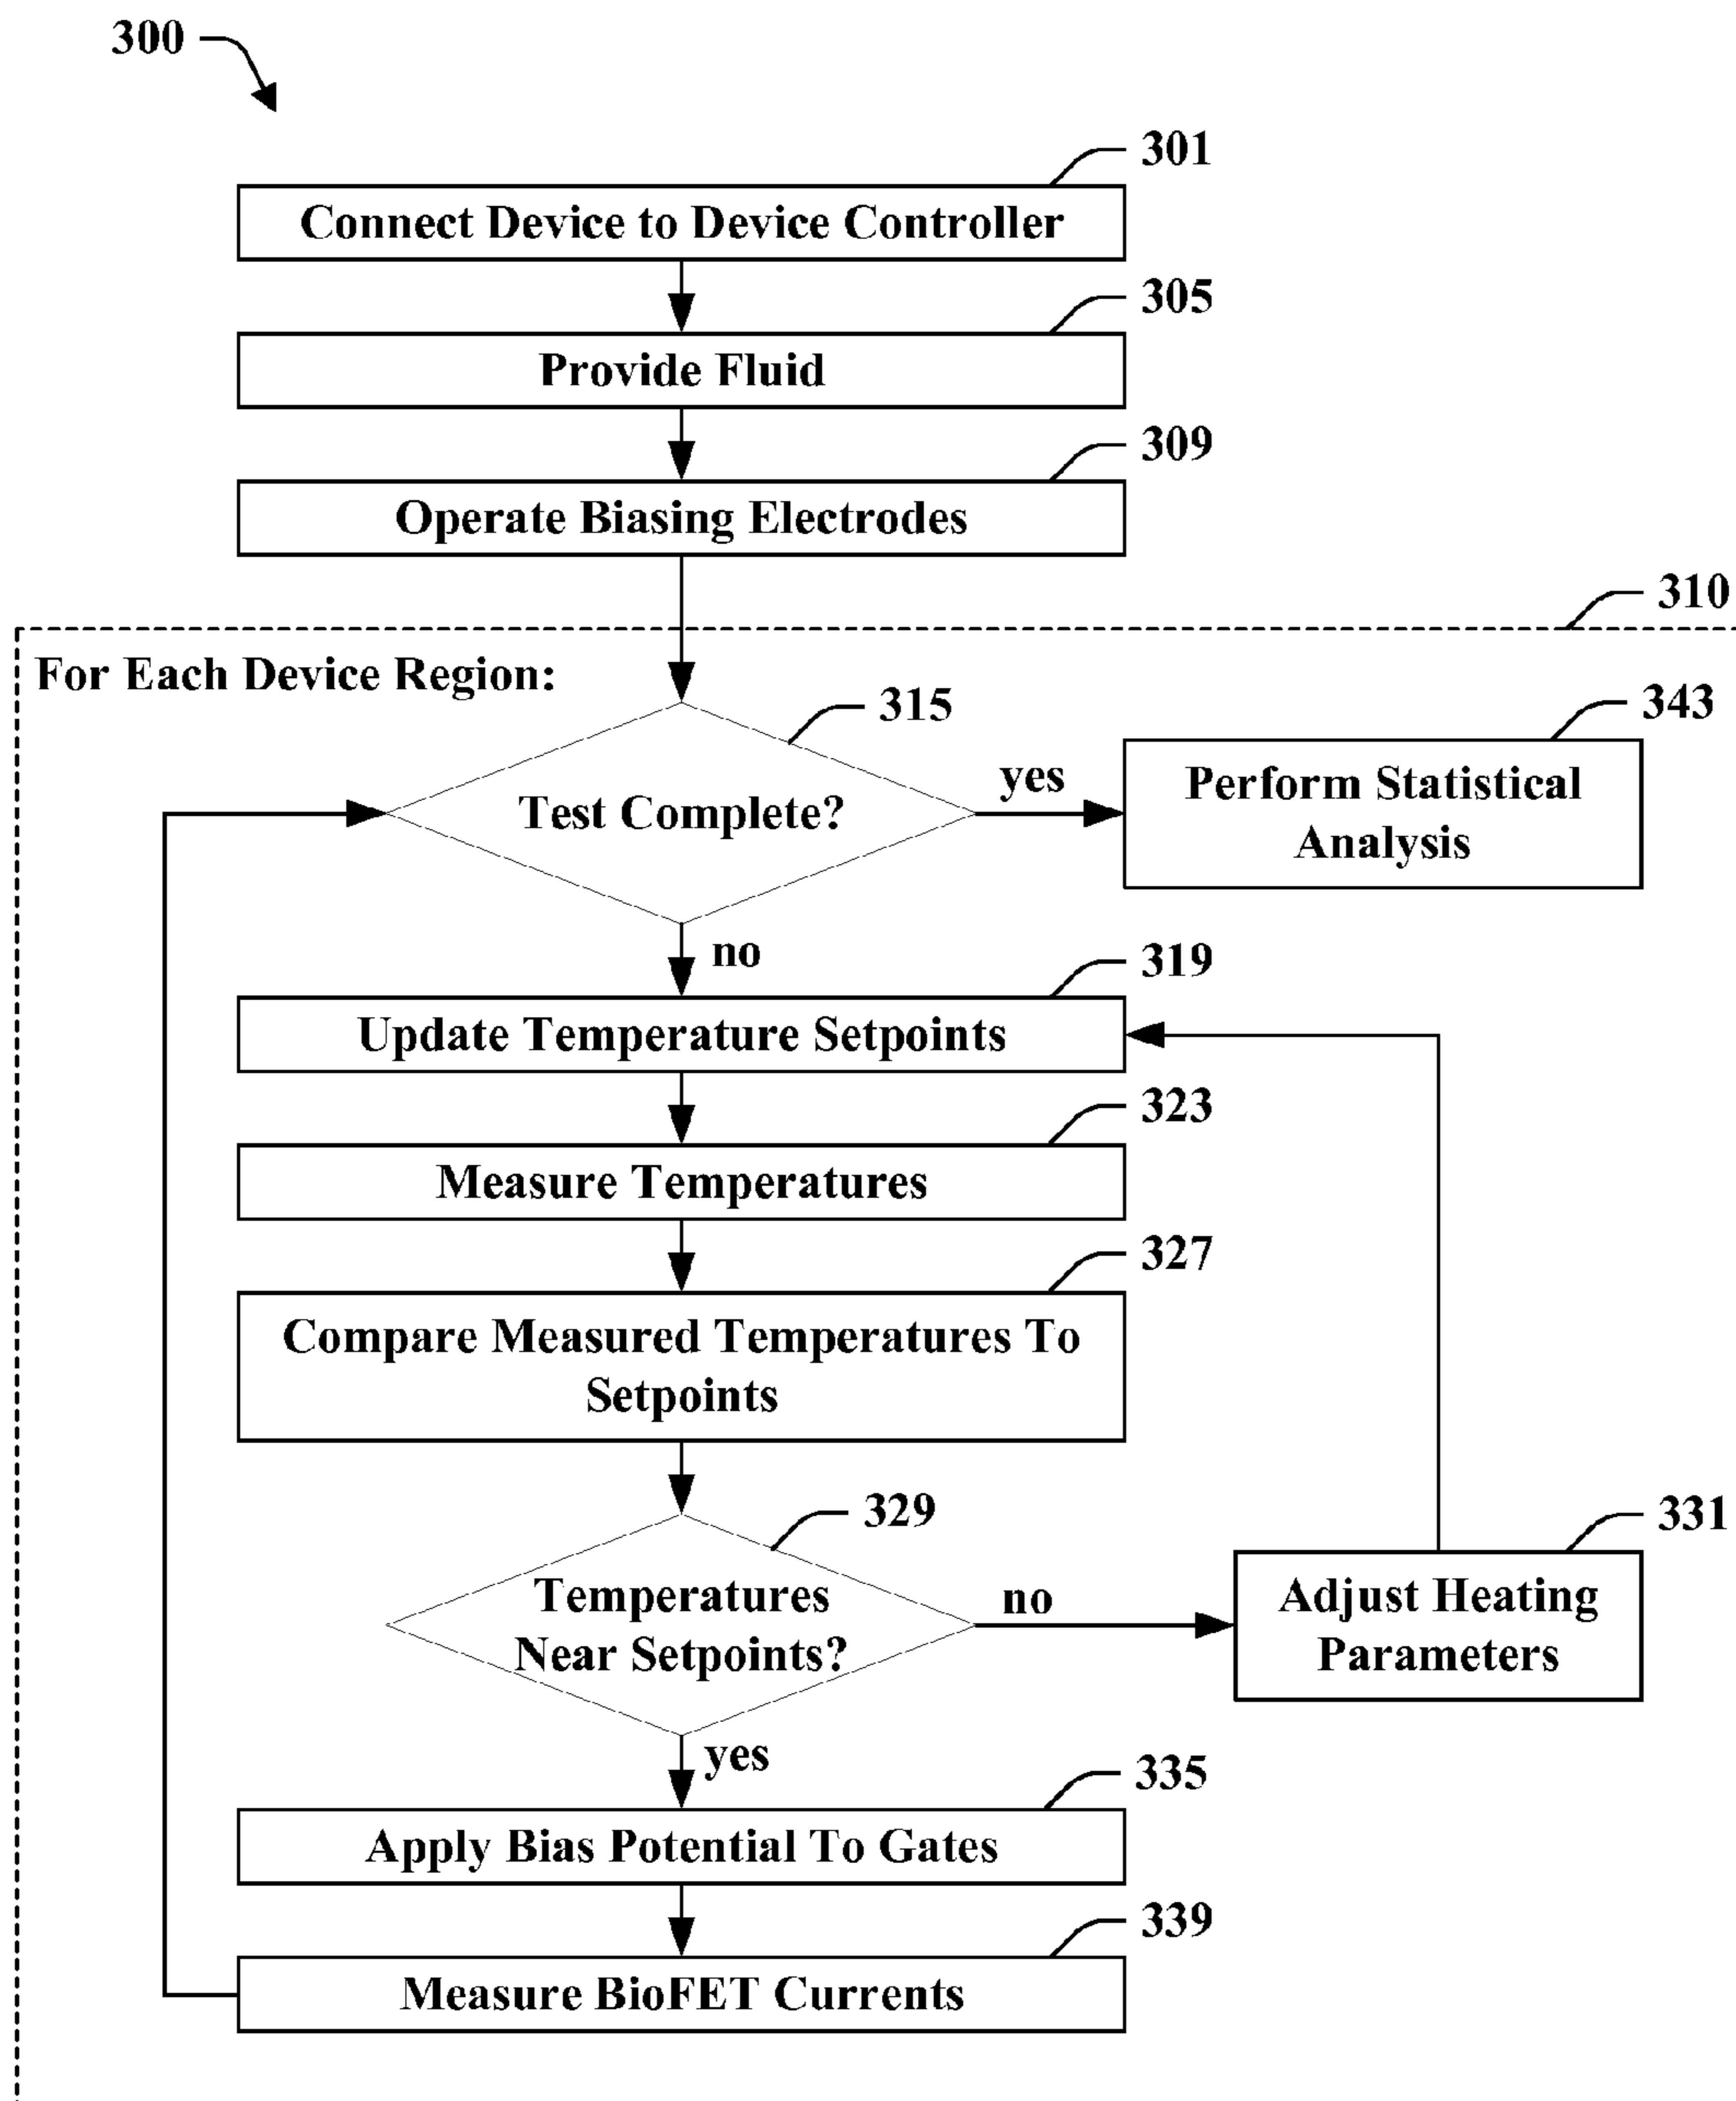 300
301
Connect Device to Device Controller
305
Provide Fluid
309
Operate Biasing Electrodes
310
For Each Device Region:
315
343
Test Complete?
yes
Perform Statistical
Analysis
no
319
Update Temperature Setpoints
323
Measure Temperatures
327
Compare Measured Temperatures To
Setpoints
329
331
Temperatures
Near Setpoints?
no
Adjust Heating
Parameters
yes
335
Apply Bias Potential To Gates
339
Measure BioFET Currents